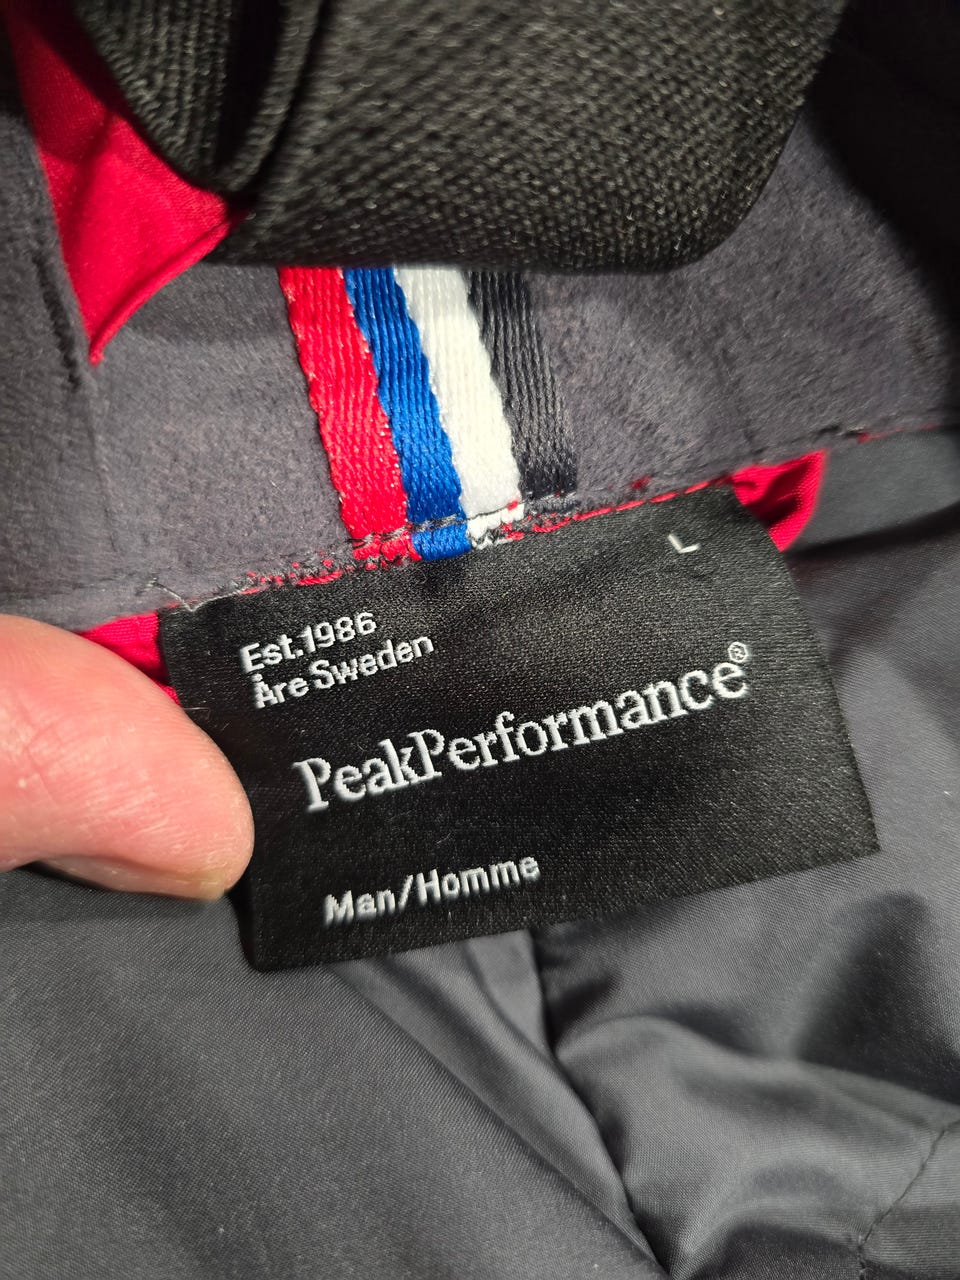 L
Est.1986
Åre Sweden
PeakPerformance®
Man/Homme